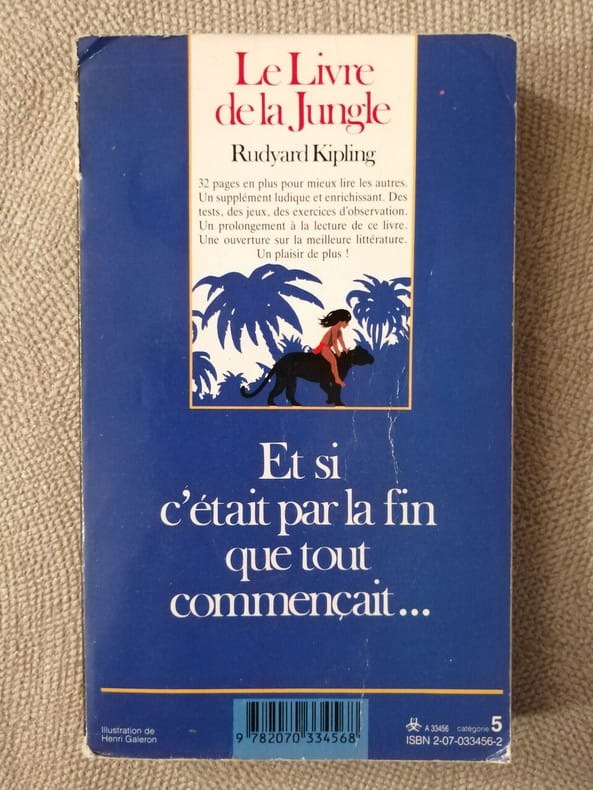 Le Livre
de la Jungle
Rudyard Kipling
32 pages en plus pour mieux lire les autres.
Un supplément ludique et enrichissant. Des
tests, des jeux, des exercices d'observation.
Un prolongement à la lecture de ce livre.
Une ouverture sur la meilleure littérature.
Un plaisir de plus !
Et si
c'était par la fin
que tout
commençait...
Illustration de
Henri Galeron
9 782070 334568
A 33456 catégorie 5
ISBN 2-07-033456-2